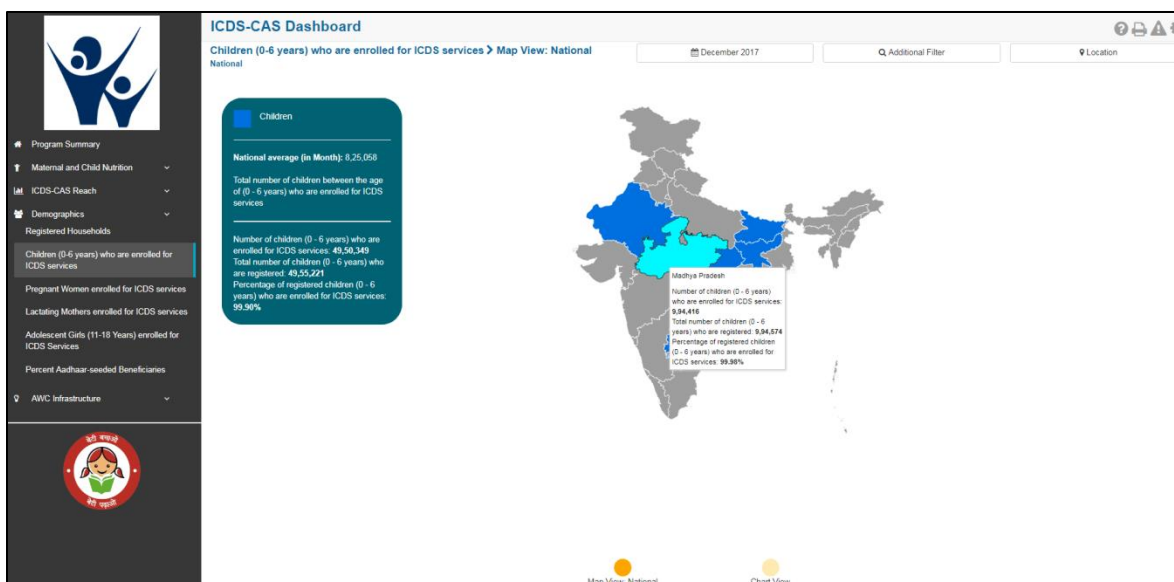 ICDS-CAS Dashboard
Children (0-6 years) who are enrolled for ICDS services > Map View: National
National
December 2017
Additional Filter
Location
Program Summary
Maternal and Child Nutrition
ICDS-CAS Reach
Demographics
Registered Households
Children (0-6 years) who are enrolled for
ICDS services
Pregnant Women enrolled for ICDS services
Lactating Mothers enrolled for ICDS services
Adolescent Girls (11-18 Years) enrolled for
ICDS Services
Percent Aadhaar-seeded Beneficiaries
AWC Infrastructure
बेटी बचाओ
बेटी पढ़ाओ
Children
National average (in Month): 8,25,058
Total number of children between the age
of (0 - 6 years) who are enrolled for ICDS
services
Number of children (0 - 6 years) who are
enrolled for ICDS services: 49,50,349
Total number of children (0 - 6 years) who
are registered: 49,55,221
Percentage of registered children (0 - 6
years) who are enrolled for ICDS services:
99.90%
Madhya Pradesh
Number of children (0 - 6 years)
who are enrolled for ICDS services:
9,94,416
Total number of children (0 - 6
years) who are registered: 9,94,574
Percentage of registered children
(0 - 6 years) who are enrolled for
ICDS services: 99.98%
Map View: National
Chart View